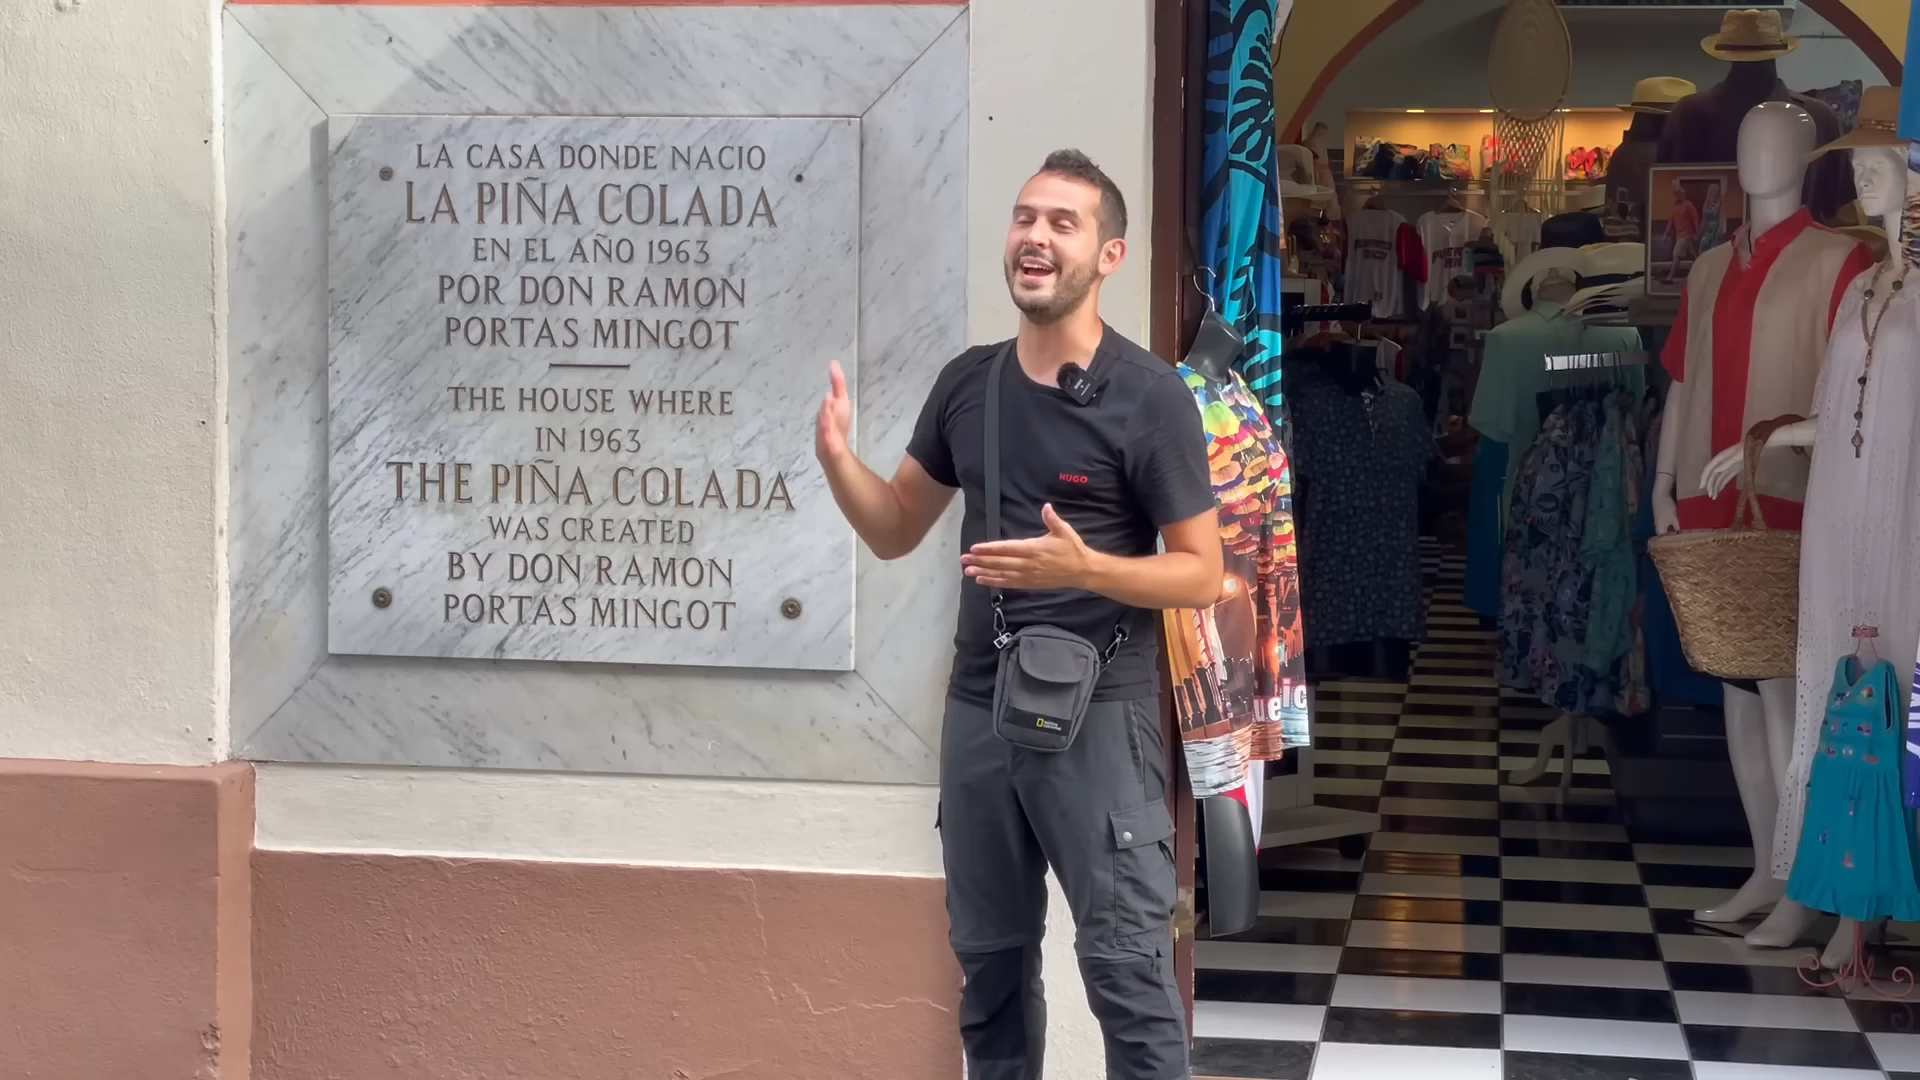 LA CASA DONDE NACIO
LA PIÑA COLADA
EN EL AÑO 1963
POR DON RAMON
PORTAS MINGOT
THE HOUSE WHERE
IN 1963
THE PIÑA COLADA
WAS CREATED
BY DON RAMON
PORTAS MINGOT
HUGO